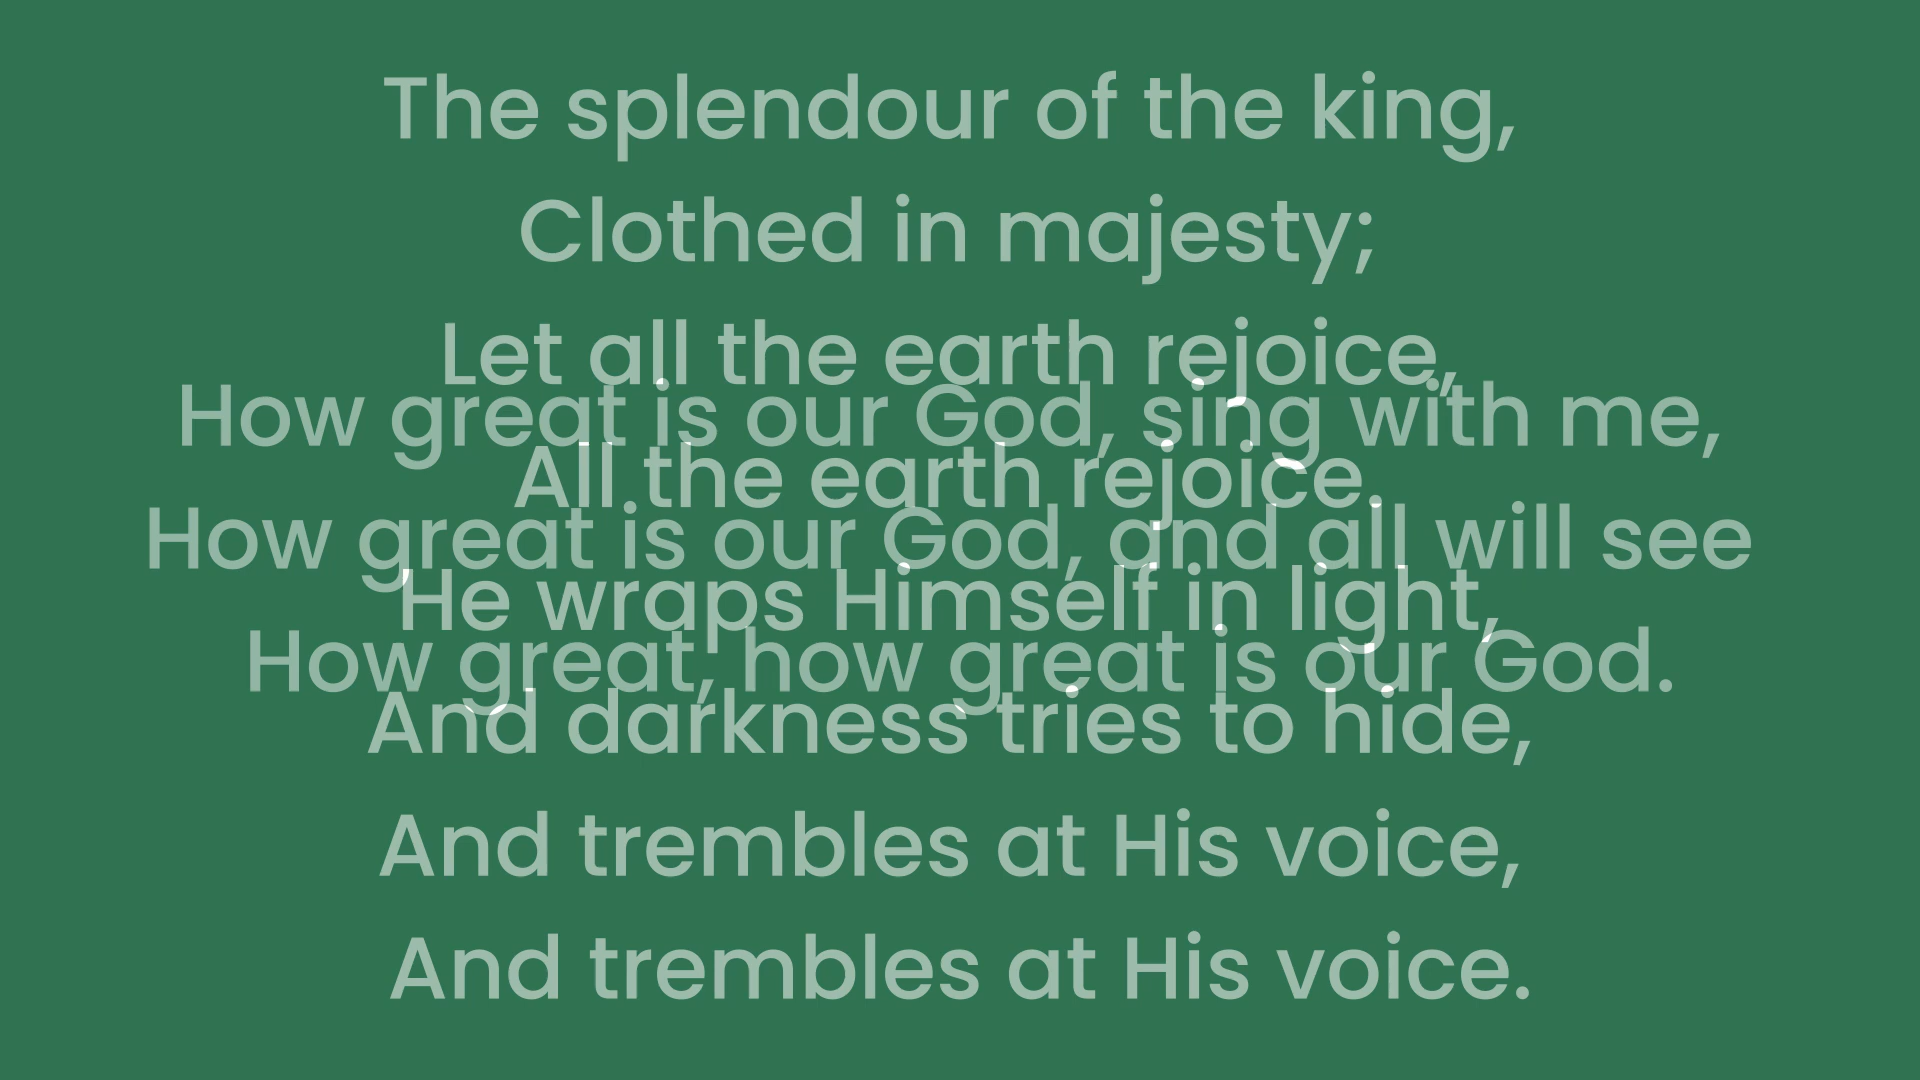 The splendour of the king,
Clothed in majesty;
Let all the earth rejoice,
How great is our God, sing with me,
All the earth rejoice.
How great is our God, and all will see
He wraps Himself in light,
How great, how great is our God.
And darkness tries to hide,
And trembles at His voice,
And trembles at His voice.